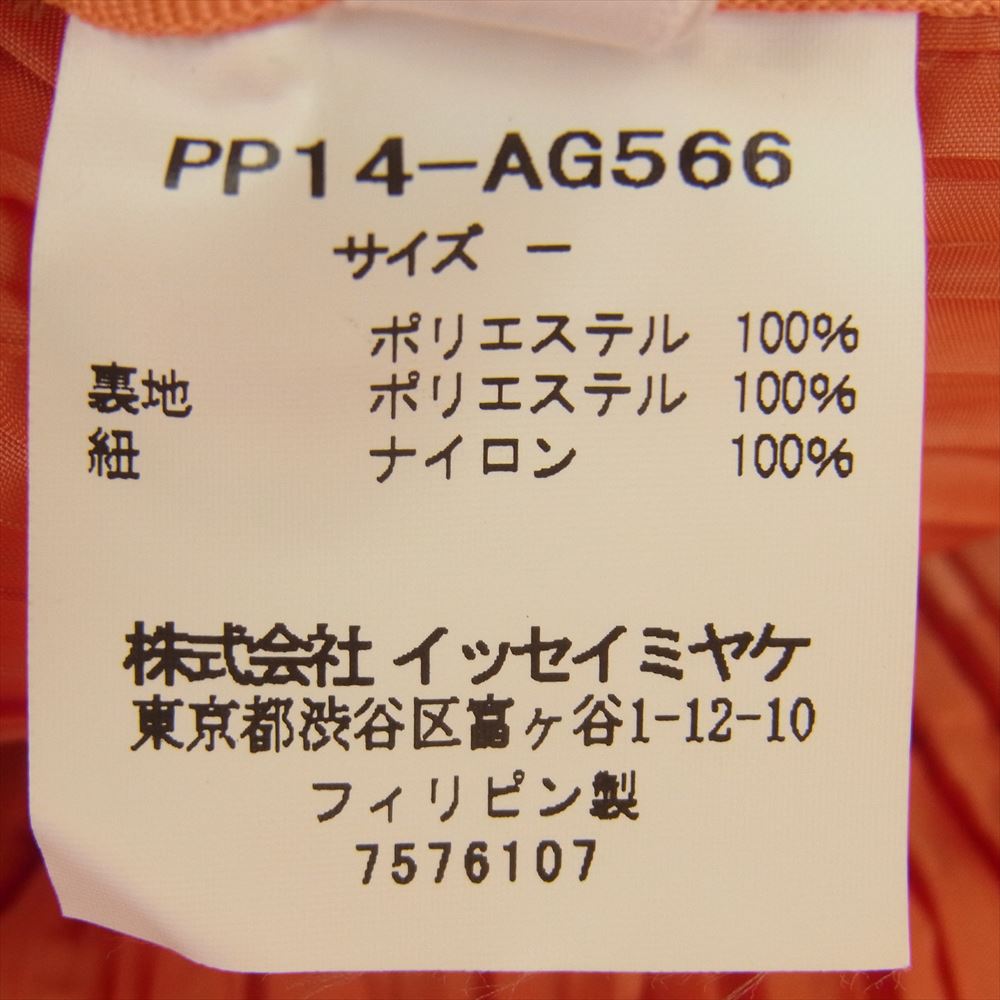 PP14-AG566
サイズ ー
ポリエステル 100%
裏地 ポリエステル 100%
紐 ナイロン 100%
株式会社 イッセイミヤケ
東京都渋谷区富ヶ谷1-12-10
フィリピン製
7576107